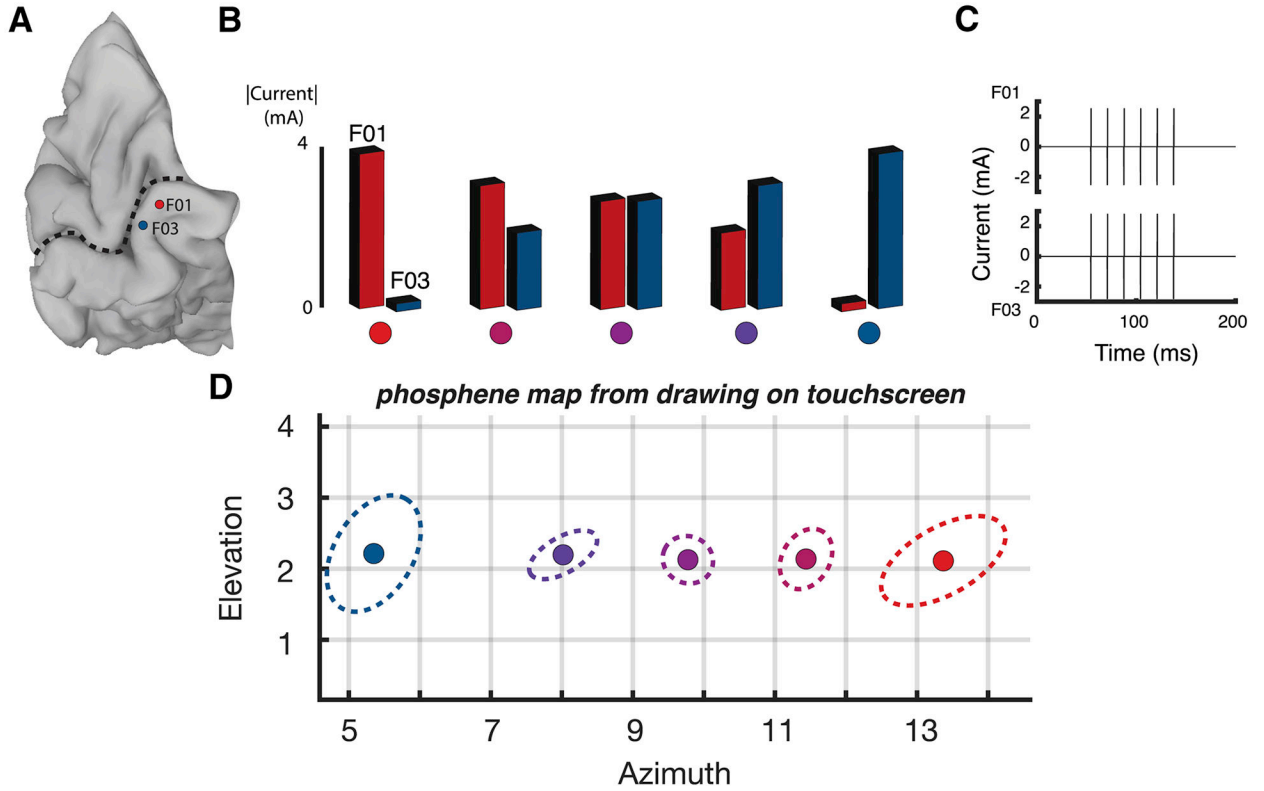 A
B
C
|Current|
(mA)
4
0
F01
F03
F01
F03
F01
2
0
-2
Current (mA)
2
0
-2
F03
0
100
200
Time (ms)
D
phosphene map from drawing on touchscreen
4
3
2
1
Elevation
5
7
9
11
13
Azimuth